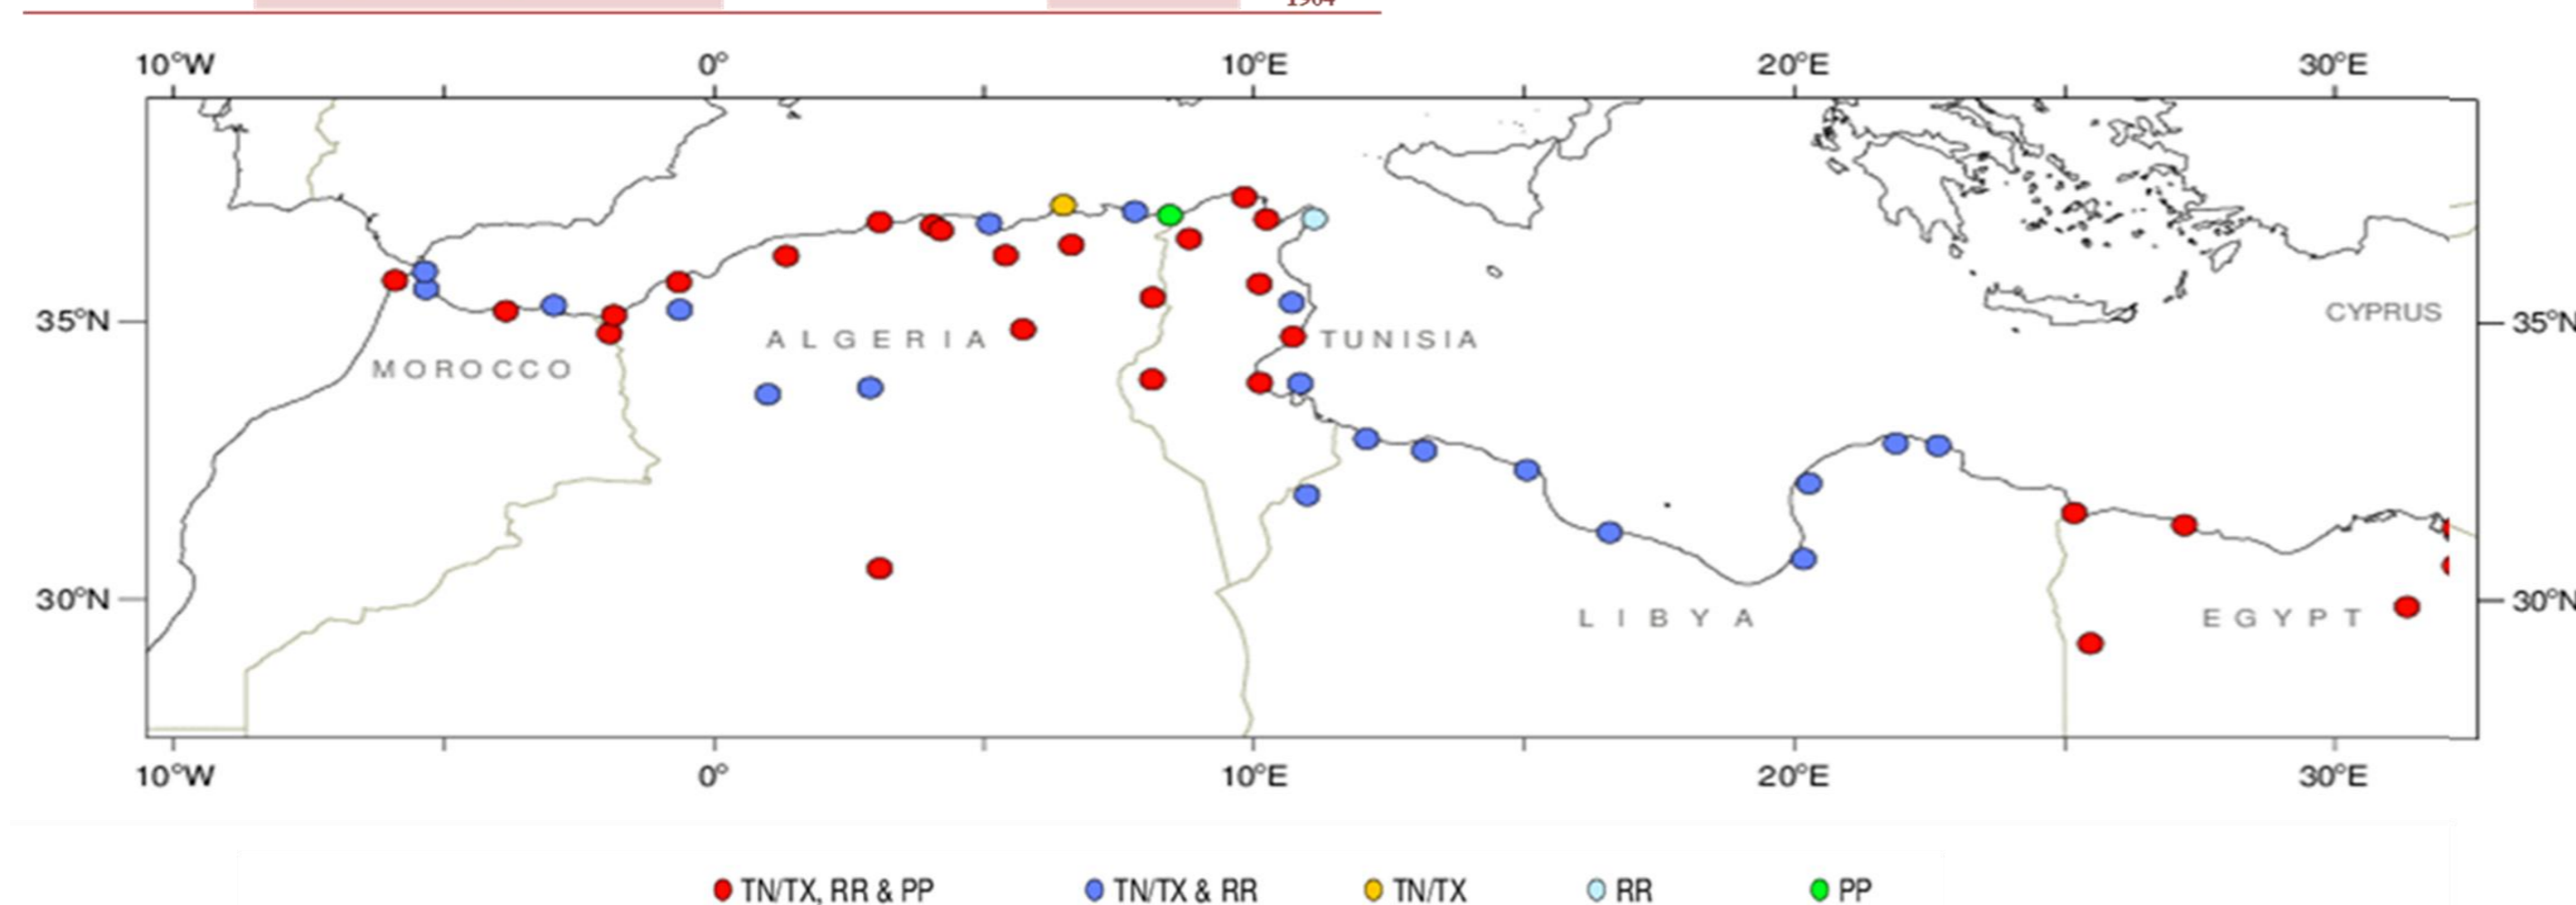 10°W 0° 10°E 20°E 30°E
35°N CYPRUS 35°N
ALGERIA TUNISIA
MOROCCO
30°N 30°N
LIBYA EGYPT
10°W 0° 10°E 20°E 30°E
TN/TX, RR & PP TN/TX & RR TN/TX RR PP